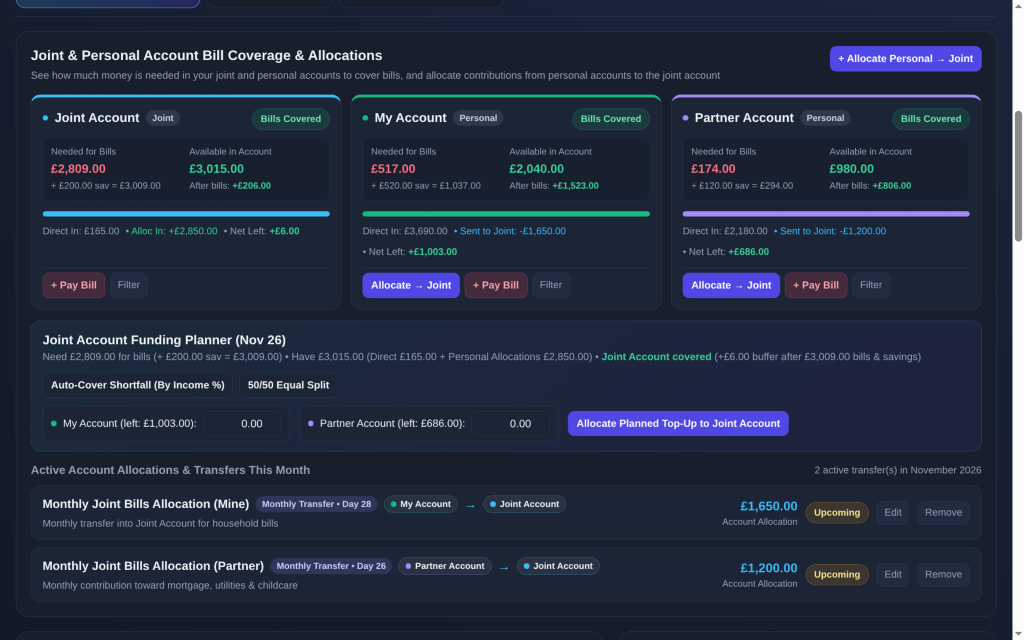 Joint & Personal Account Bill Coverage & Allocations
See how much money is needed in your joint and personal accounts to cover bills, and allocate contributions from personal accounts to the joint account
+ Allocate Personal → Joint
• Joint Account Joint Bills Covered
Needed for Bills Available in Account
£2,809.00 £3,015.00
+ £200.00 sav = £3,009.00 After bills: +£206.00
Direct In: £165.00 • Alloc In: +£2,850.00 • Net Left: +£6.00
+ Pay Bill Filter
• My Account Personal Bills Covered
Needed for Bills Available in Account
£517.00 £2,040.00
+ £520.00 sav = £1,037.00 After bills: +£1,523.00
Direct In: £3,690.00 • Sent to Joint: -£1,650.00
• Net Left: +£1,003.00
Allocate → Joint + Pay Bill Filter
• Partner Account Personal Bills Covered
Needed for Bills Available in Account
£174.00 £980.00
+ £120.00 sav = £294.00 After bills: +£806.00
Direct In: £2,180.00 • Sent to Joint: -£1,200.00
• Net Left: +£686.00
Allocate → Joint + Pay Bill Filter
Joint Account Funding Planner (Nov 26)
Need £2,809.00 for bills (+ £200.00 sav = £3,009.00) • Have £3,015.00 (Direct £165.00 + Personal Allocations £2,850.00) • Joint Account covered (+£6.00 buffer after £3,009.00 bills & savings)
Auto-Cover Shortfall (By Income %) 50/50 Equal Split
• My Account (left: £1,003.00): 0.00 • Partner Account (left: £686.00): 0.00 Allocate Planned Top-Up to Joint Account
Active Account Allocations & Transfers This Month 2 active transfer(s) in November 2026
Monthly Joint Bills Allocation (Mine) Monthly Transfer • Day 28 • My Account → • Joint Account
Monthly transfer into Joint Account for household bills
£1,650.00
Account Allocation
Upcoming Edit Remove
Monthly Joint Bills Allocation (Partner) Monthly Transfer • Day 26 • Partner Account → • Joint Account
Monthly contribution toward mortgage, utilities & childcare
£1,200.00
Account Allocation
Upcoming Edit Remove